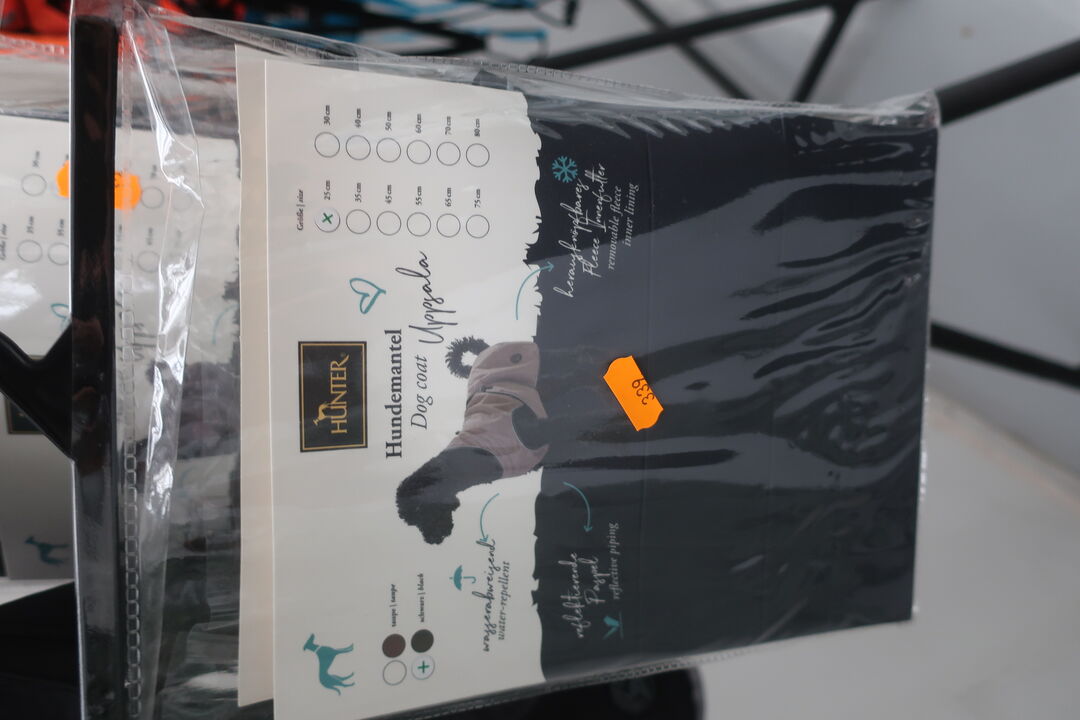 HUNTER
Hundemantel
Dog coat Uppsala
Größe | size
25 cm
30 cm
35 cm
40 cm
45 cm
50 cm
55 cm
60 cm
65 cm
70 cm
75 cm
80 cm
taupe | taupe
schwarz | black
wasserabweisend
water-repellent
herausknöpfbares
Fleece Innenfutter
removable fleece
inner lining
reflektierende
Paspel
reflective piping
339